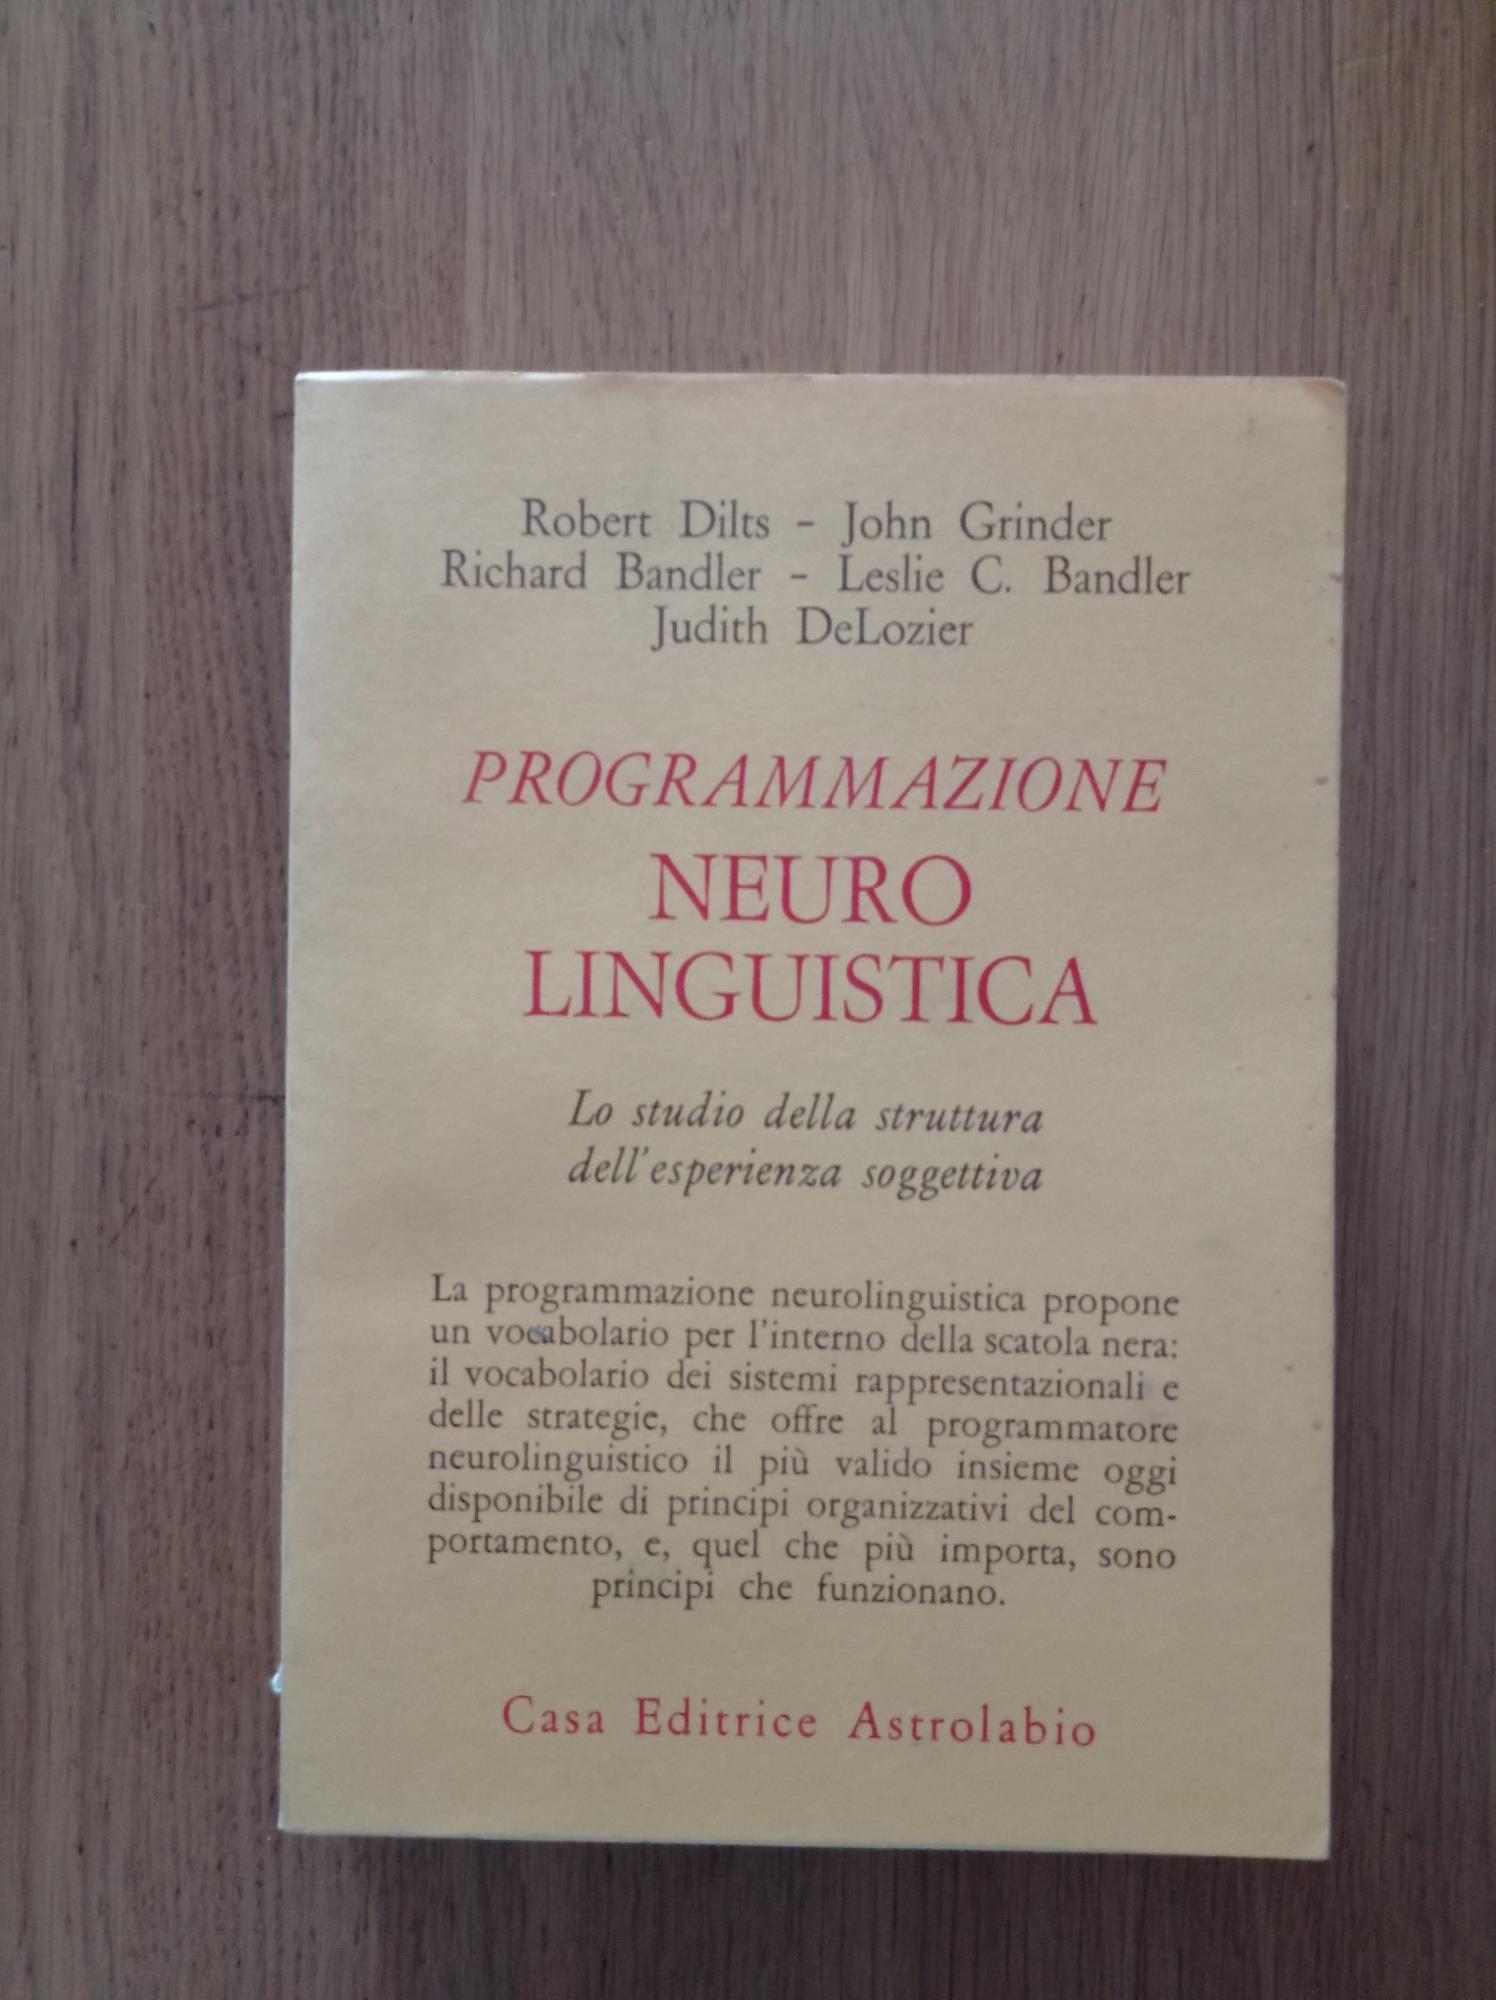 Robert Dilts - John Grinder
Richard Bandler - Leslie C. Bandler
Judith DeLozier
PROGRAMMAZIONE
NEURO
LINGUISTICA
Lo studio della struttura
dell'esperienza soggettiva
La programmazione neurolinguistica propone
un vocabolario per l'interno della scatola nera:
il vocabolario dei sistemi rappresentazionali e
delle strategie, che offre al programmatore
neurolinguistico il più valido insieme oggi
disponibile di principi organizzativi del com-
portamento, e, quel che più importa, sono
principi che funzionano.
Casa Editrice Astrolabio